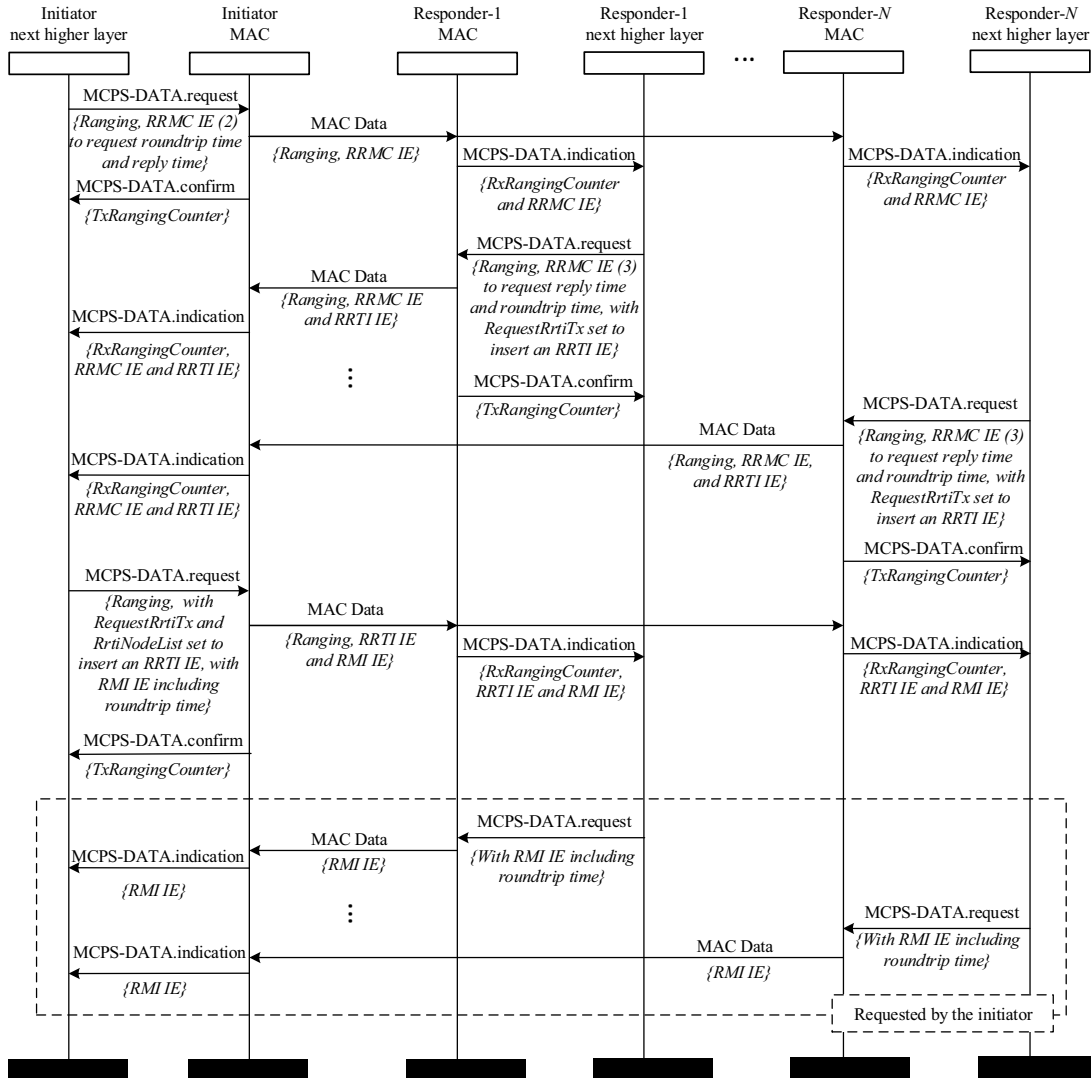 Initiator
next higher layer
Initiator
MAC
Responder-1
MAC
Responder-1
next higher layer
...
Responder-N
MAC
Responder-N
next higher layer
MCPS-DATA.request
{Ranging, RRMC IE (2)
to request roundtrip time
and reply time}
MAC Data
{Ranging, RRMC IE}
MCPS-DATA.indication
{RxRangingCounter
and RRMC IE}
MCPS-DATA.indication
{RxRangingCounter
and RRMC IE}
MCPS-DATA.confirm
{TxRangingCounter}
MCPS-DATA.request
{Ranging, RRMC IE (3)
to request reply time
and roundtrip time, with
RequestRrtiTx set to
insert an RRTI IE}
MAC Data
{Ranging, RRMC IE
and RRTI IE}
MCPS-DATA.indication
{RxRangingCounter,
RRMC IE and RRTI IE}
⋮
MCPS-DATA.confirm
{TxRangingCounter}
MCPS-DATA.request
{Ranging, RRMC IE (3)
to request reply time
and roundtrip time, with
RequestRrtiTx set to
insert an RRTI IE}
MAC Data
{Ranging, RRMC IE,
and RRTI IE}
MCPS-DATA.indication
{RxRangingCounter,
RRMC IE and RRTI IE}
MCPS-DATA.confirm
{TxRangingCounter}
MCPS-DATA.request
{Ranging, with
RequestRrtiTx and
RrtiNodeList set to
insert an RRTI IE, with
RMI IE including
roundtrip time}
MAC Data
{Ranging, RRTI IE
and RMI IE}
MCPS-DATA.indication
{RxRangingCounter,
RRTI IE and RMI IE}
MCPS-DATA.indication
{RxRangingCounter,
RRTI IE and RMI IE}
MCPS-DATA.confirm
{TxRangingCounter}
MCPS-DATA.request
{With RMI IE including
roundtrip time}
MAC Data
{RMI IE}
MCPS-DATA.indication
{RMI IE}
⋮
MCPS-DATA.request
{With RMI IE including
roundtrip time}
MAC Data
{RMI IE}
MCPS-DATA.indication
{RMI IE}
Requested by the initiator